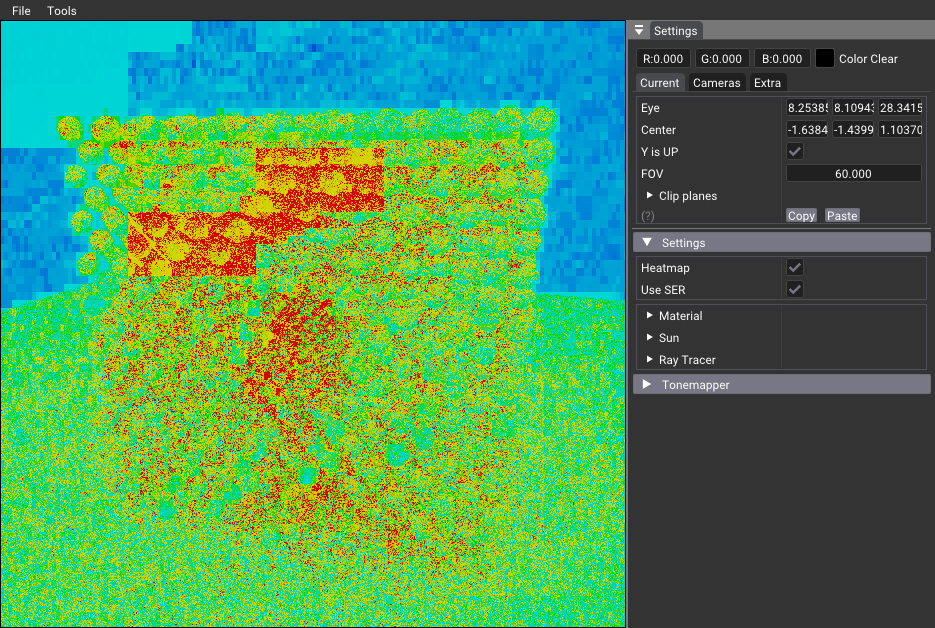 File Tools
Settings
R:0.000 G:0.000 B:0.000 Color Clear
Current Cameras Extra
Eye 8.2538 8.1094 28.3415
Center -1.6384 -1.4399 1.10370
Y is UP
FOV 60.000
Clip planes
(?) Copy Paste
Settings
Heatmap
Use SER
Material
Sun
Ray Tracer
Tonemapper